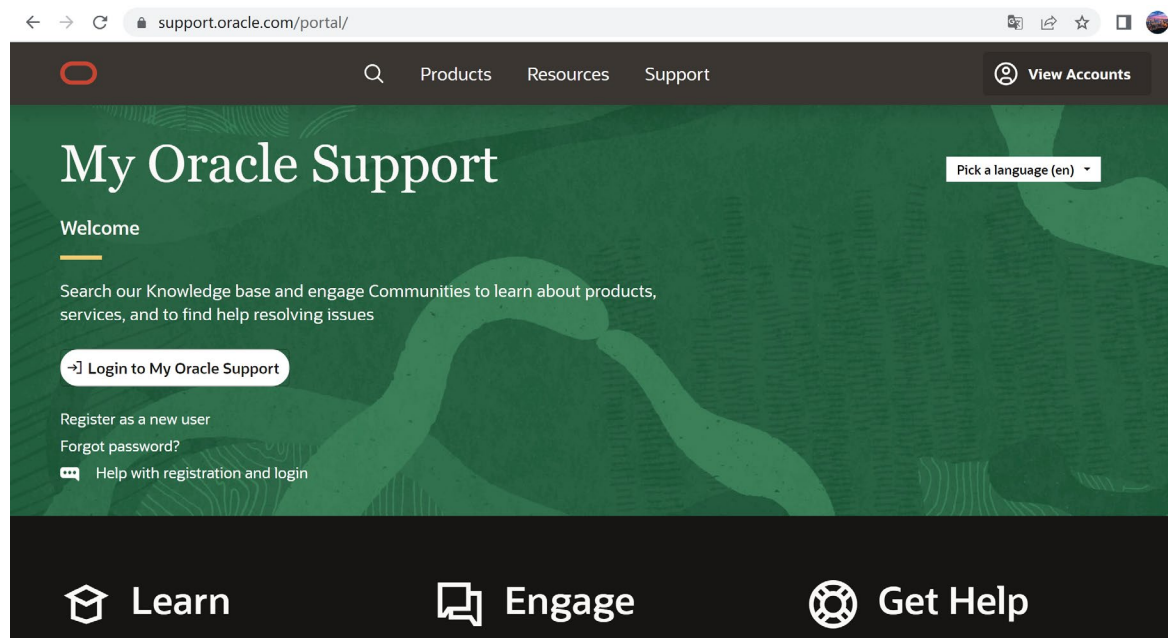 support.oracle.com/portal/
Products Resources Support View Accounts
My Oracle Support
Pick a language (en)
Welcome
Search our Knowledge base and engage Communities to learn about products,
services, and to find help resolving issues
Login to My Oracle Support
Register as a new user
Forgot password?
Help with registration and login
Learn Engage Get Help